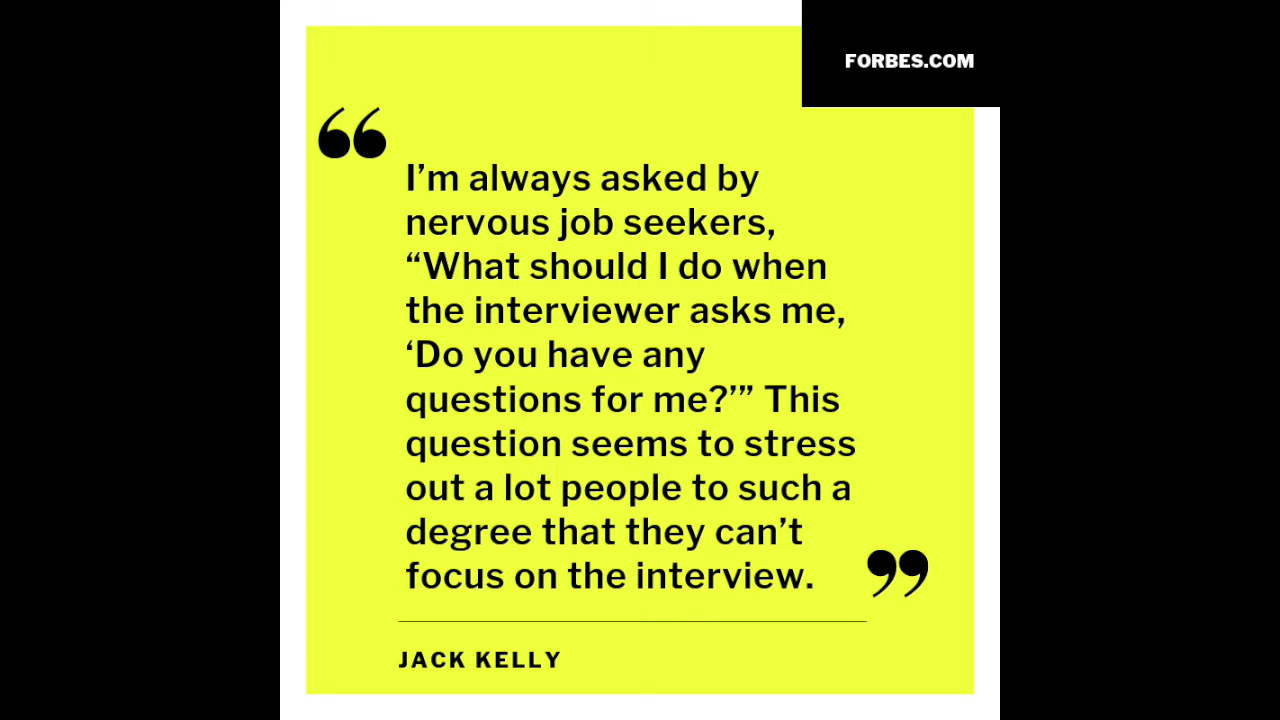 FORBES.COM
“
I’m always asked by
nervous job seekers,
“What should I do when
the interviewer asks me,
‘Do you have any
questions for me?’” This
question seems to stress
out a lot people to such a
degree that they can’t
focus on the interview.
”
JACK KELLY